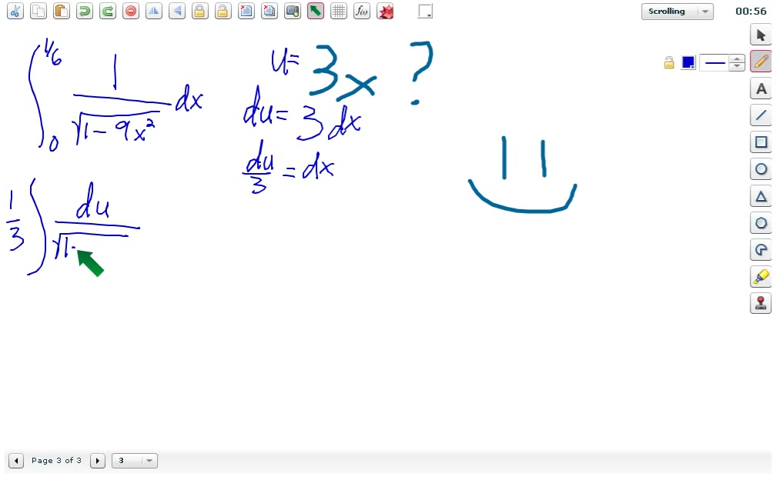 Scrolling 00:56
∫₀^{1/6} 1/√(1-9x²) dx
u= 3x ?
du= 3dx
du/3 = dx
1/3 ∫ du/√(1-
f(x)
A
Page 3 of 3 3